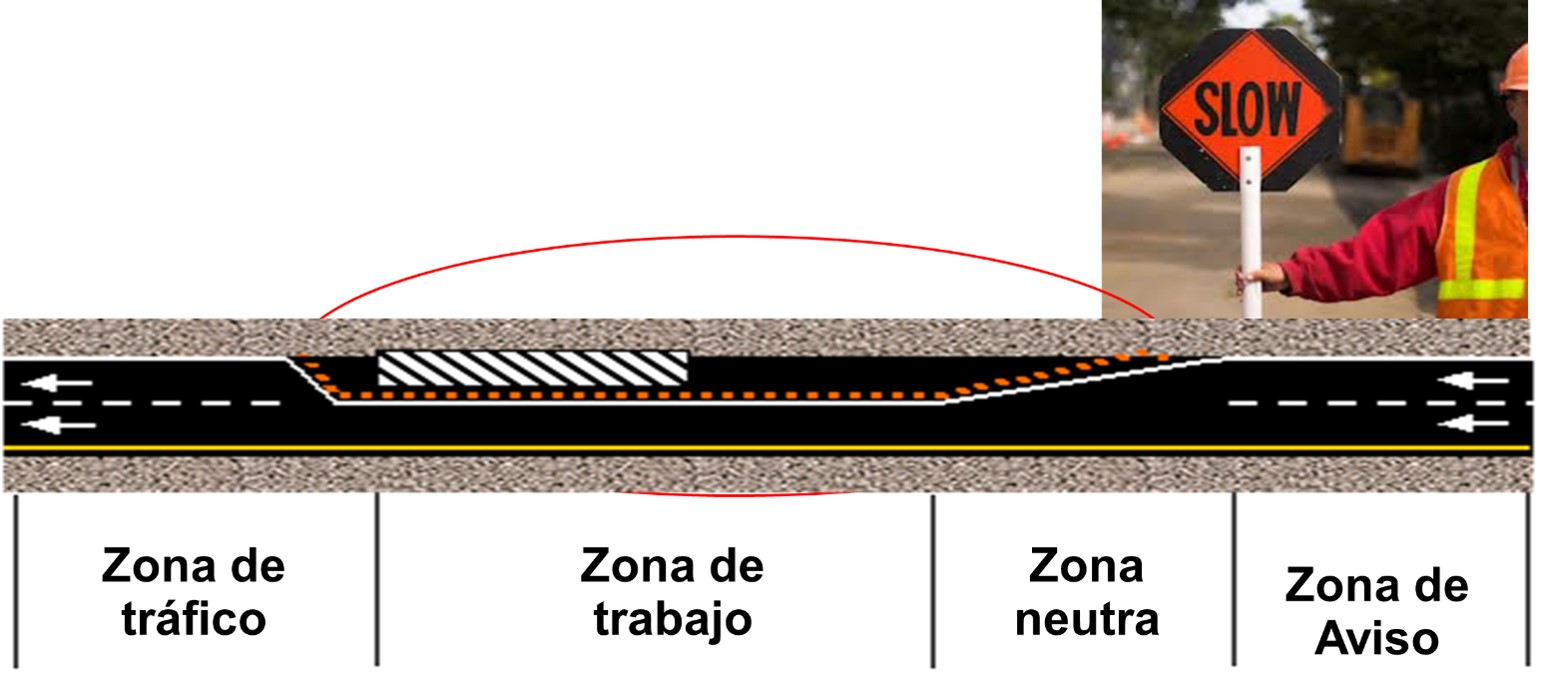 SLOW
Zona de
tráfico
Zona de
trabajo
Zona
neutra
Zona de
Aviso